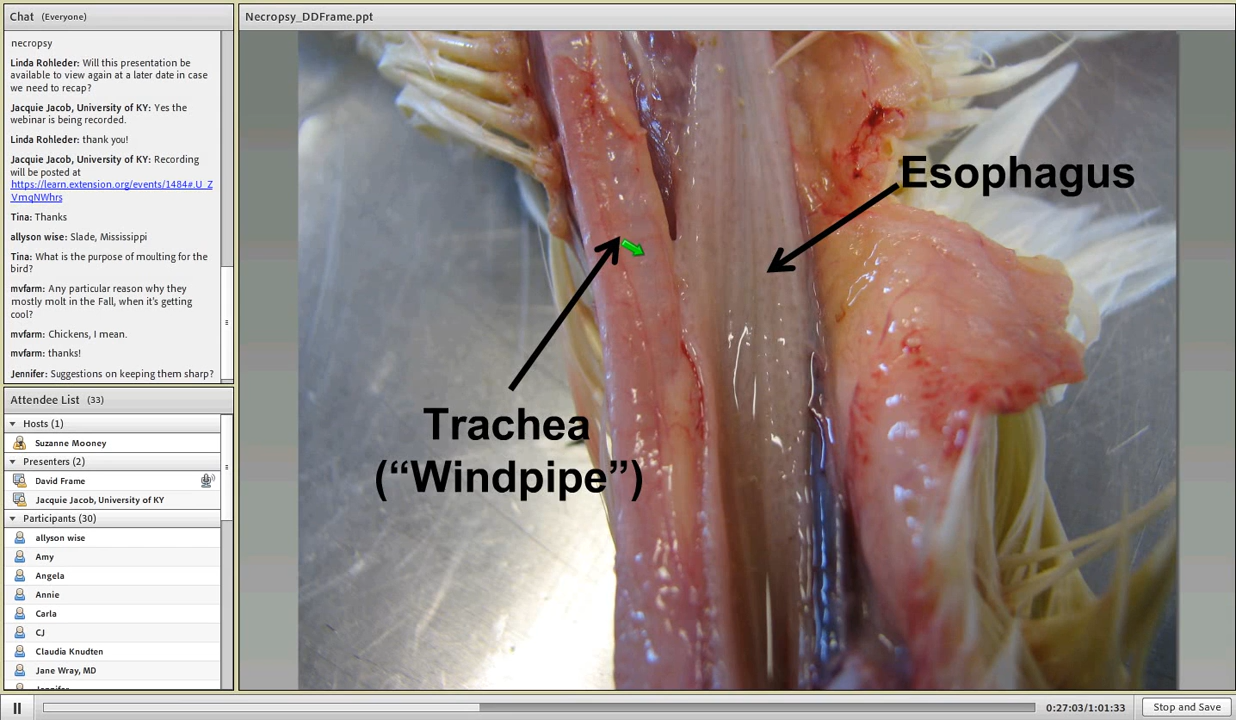 Chat (Everyone)
necropsy
Linda Rohleder: Will this presentation be
available to view again at a later date in case
we need to recap?
Jacquie Jacob, University of KY: Yes the
webinar is being recorded.
Linda Rohleder: thank you!
Jacquie Jacob, University of KY: Recording
will be posted at
https://learn.extension.org/events/1484#.U_Z
VmqNWhrs
Tina: Thanks
allyson wise: Slade, Mississippi
Tina: What is the purpose of moulting for the
bird?
mvfarm: Any particular reason why they
mostly molt in the Fall, when it's getting
cool?
mvfarm: Chickens, I mean.
mvfarm: thanks!
Jennifer: Suggestions on keeping them sharp?
Attendee List (33)
Hosts (1)
Suzanne Mooney
Presenters (2)
David Frame
Jacquie Jacob, University of KY
Participants (30)
allyson wise
Amy
Angela
Annie
Carla
CJ
Claudia Knudten
Jane Wray, MD
Necropsy_DDFrame.ppt
Esophagus
Trachea
(“Windpipe”)
0:27:03/1:01:33
Stop and Save